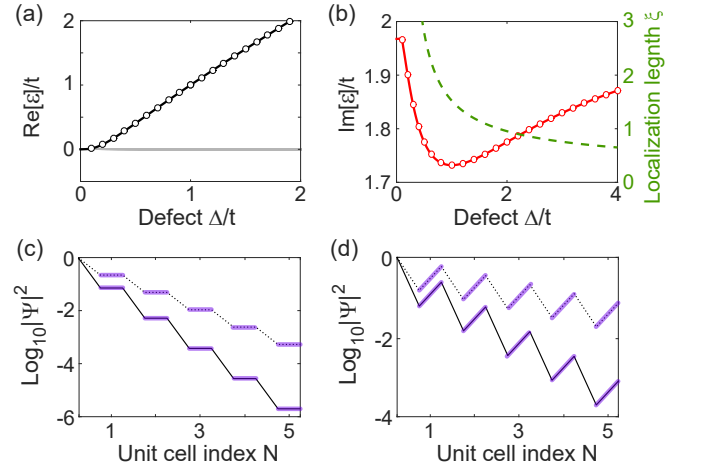 (a)
2
1
0
Re[ε]/t
0
1
2
Defect Δ/t
(b)
2
1.9
1.8
1.7
Im[ε]/t
3
2
1
0
Localization legnth ξ
0
2
4
Defect Δ/t
(c)
0
-2
-4
-6
Log10|Ψ|2
1
3
5
Unit cell index N
(d)
0
-2
-4
Log10|Ψ|2
1
3
5
Unit cell index N